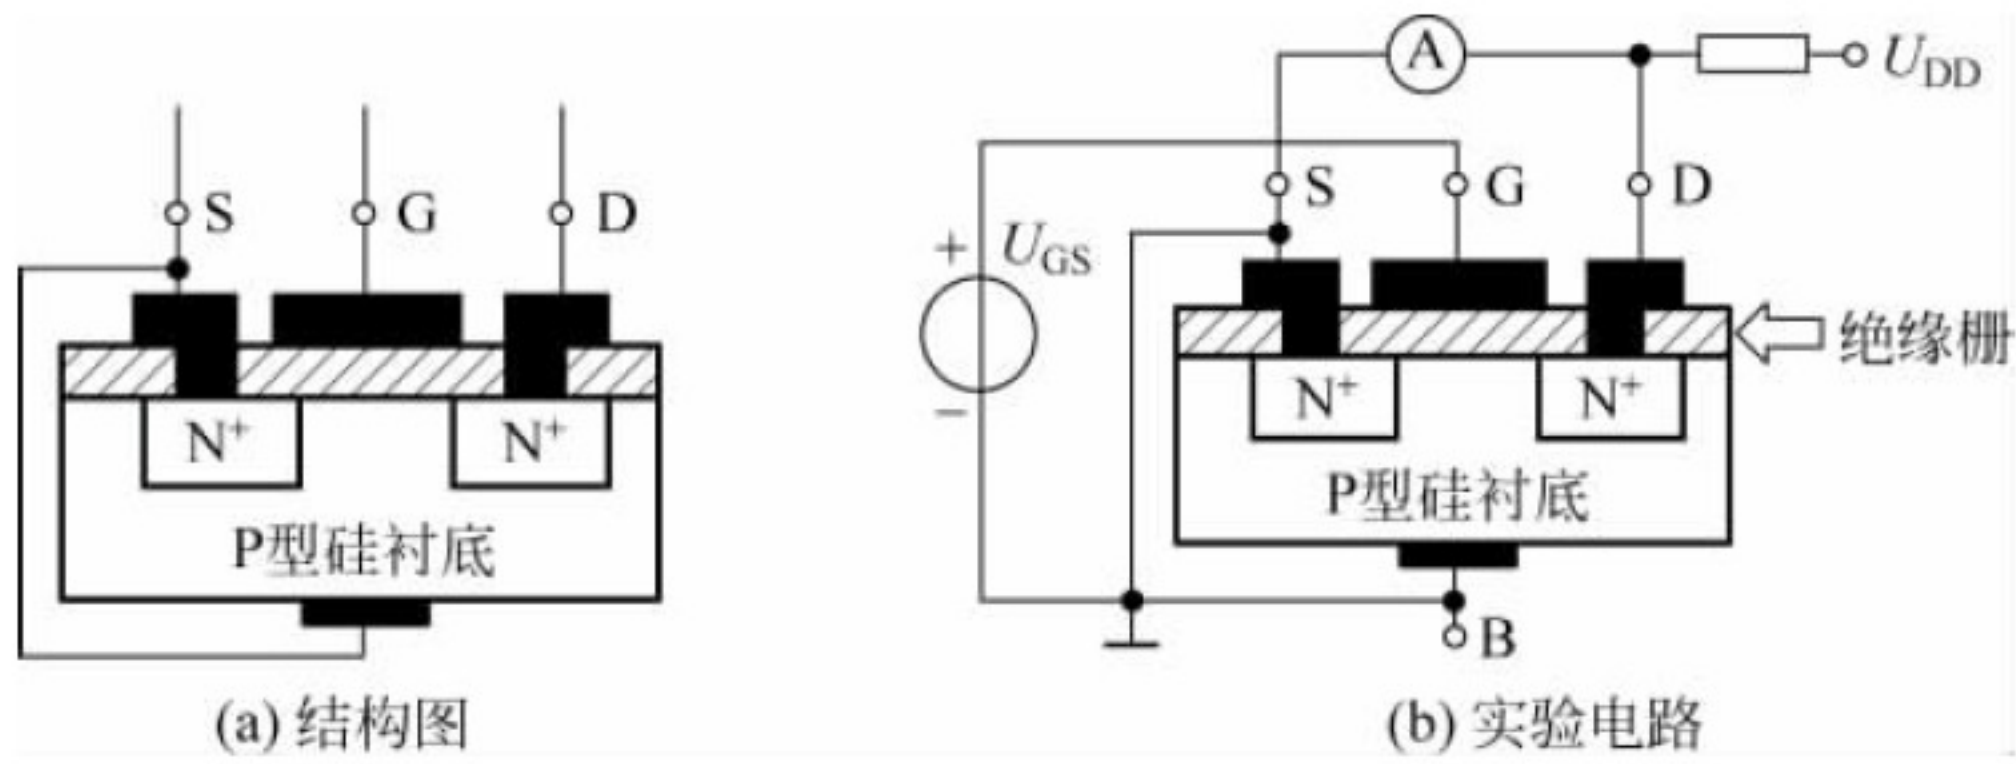 S G D
N⁺ N⁺
P型硅衬底
(a) 结构图
A U_DD
S G D
+ U_GS
−
绝缘栅
N⁺ N⁺
P型硅衬底
B
(b) 实验电路